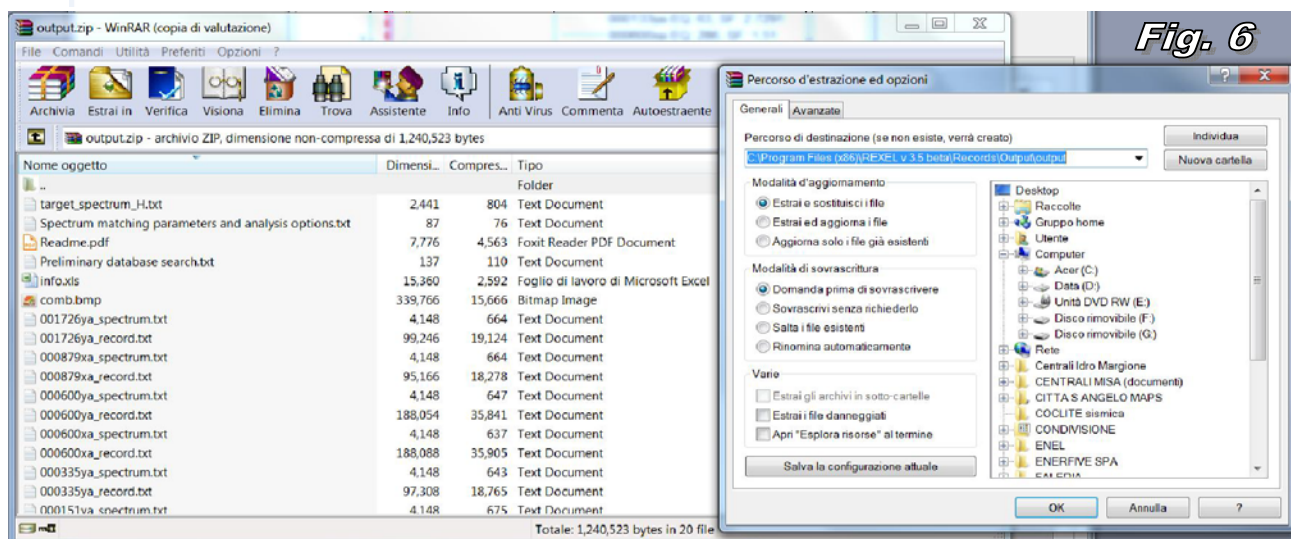 Fig. 6
output.zip - WinRAR (copia di valutazione)
File Comandi Utilità Preferiti Opzioni ?
Archivia Estrai in Verifica Visiona Elimina Trova Assistente Info Anti Virus Commenta Autoestraente
output.zip - archivio ZIP, dimensione non-compressa di 1,240,523 bytes
Nome oggetto Dimensi... Compres... Tipo
.. Folder
target_spectrum_H.txt 2,441 804 Text Document
Spectrum matching parameters and analysis options.txt 87 76 Text Document
Readme.pdf 7,776 4,563 Foxit Reader PDF Document
Preliminary database search.txt 137 110 Text Document
info.xls 15,360 2,592 Foglio di lavoro di Microsoft Excel
comb.bmp 339,766 15,666 Bitmap Image
001726ya_spectrum.txt 4,148 664 Text Document
001726ya_record.txt 99,246 19,124 Text Document
000879xa_spectrum.txt 4,148 664 Text Document
000879xa_record.txt 95,166 18,278 Text Document
000600ya_spectrum.txt 4,148 647 Text Document
000600ya_record.txt 188,054 35,841 Text Document
000600xa_spectrum.txt 4,148 637 Text Document
000600xa_record.txt 188,088 35,905 Text Document
000335ya_spectrum.txt 4,148 643 Text Document
000335ya_record.txt 97,308 18,765 Text Document
000151ya_spectrum.txt 4,148 675 Text Document
Totale: 1,240,523 bytes in 20 file
Percorso d'estrazione ed opzioni
Generali Avanzate
Percorso di destinazione (se non esiste, verrà creato)
C:\Program Files (x86)\REXEL v 3.5 beta\Records\Output\output
Individua
Nuova cartella
Modalità d'aggiornamento
Estrai e sostituisci i file
Estrai ed aggiorna i file
Aggiorna solo i file già esistenti
Modalità di sovrascrittura
Domanda prima di sovrascrivere
Sovrascrivi senza richiederlo
Salta i file esistenti
Rinomina automaticamente
Varie
Estrai gli archivi in sotto-cartelle
Estrai i file danneggiati
Apri "Esplora risorse" al termine
Salva la configurazione attuale
Desktop
Raccolte
Gruppo home
Utente
Computer
Acer (C:)
Data (D:)
Unità DVD RW (E:)
Disco rimovibile (F:)
Disco rimovibile (G:)
Rete
Centrali Idro Margione
CENTRALI MISA (documenti)
CITTA S ANGELO MAPS
COCLITE sismica
CONDIVISIONE
ENEL
ENERFIVE SPA
OK Annulla ?